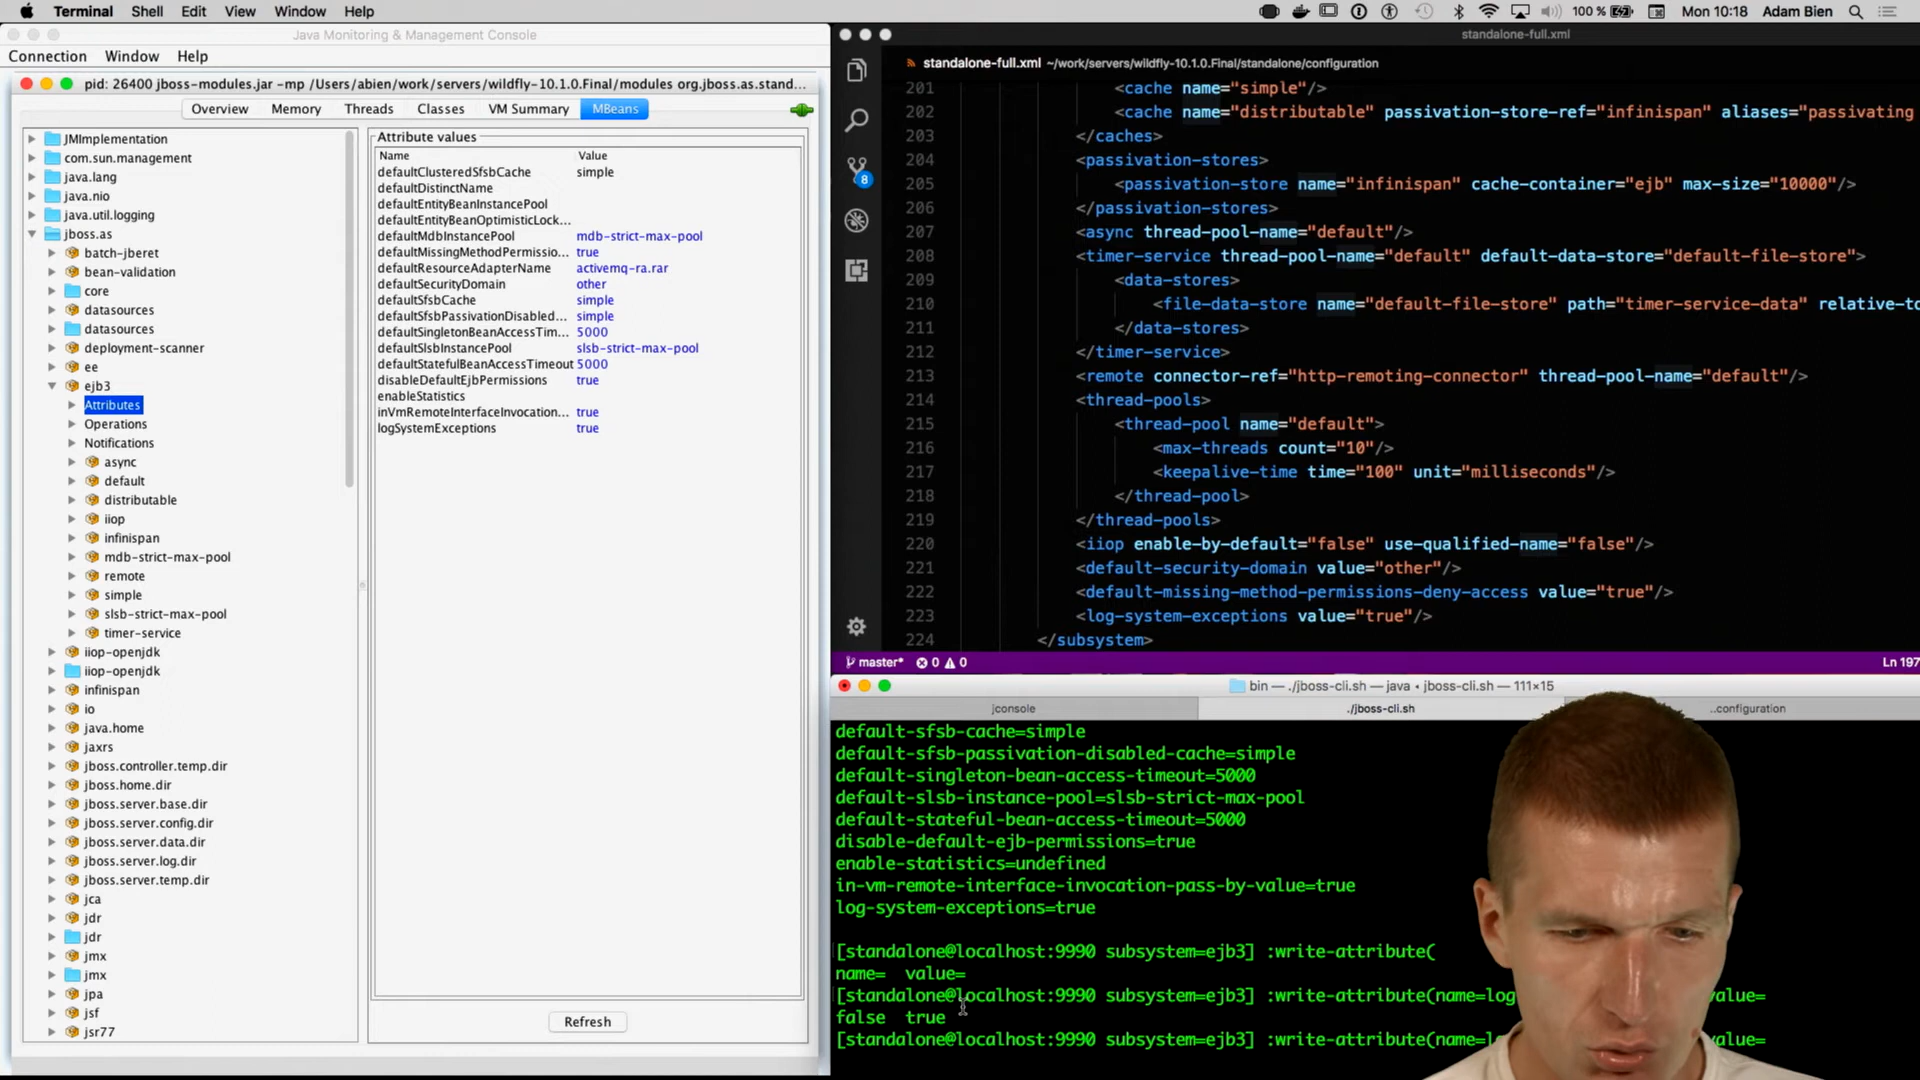 Terminal Shell Edit View Window Help
100 % Mon 10:18 Adam Bien
Java Monitoring & Management Console
Connection Window Help
pid: 26400 jboss-modules.jar -mp /Users/abien/work/servers/wildfly-10.1.0.Final/modules org.jboss.as.stand...
Overview Memory Threads Classes VM Summary MBeans
JMImplementation
com.sun.management
java.lang
java.nio
java.util.logging
jboss.as
batch-jberet
bean-validation
core
datasources
datasources
deployment-scanner
ee
ejb3
Attributes
Operations
Notifications
async
default
distributable
iiop
infinispan
mdb-strict-max-pool
remote
simple
slsb-strict-max-pool
timer-service
iiop-openjdk
iiop-openjdk
infinispan
io
java.home
jaxrs
jboss.controller.temp.dir
jboss.home.dir
jboss.server.base.dir
jboss.server.config.dir
jboss.server.data.dir
jboss.server.log.dir
jboss.server.temp.dir
jca
jdr
jdr
jmx
jmx
jpa
jsf
jsr77
Attribute values
Name Value
defaultClusteredSfsbCache simple
defaultDistinctName
defaultEntityBeanInstancePool
defaultEntityBeanOptimisticLock...
defaultMdbInstancePool mdb-strict-max-pool
defaultMissingMethodPermissio... true
defaultResourceAdapterName activemq-ra.rar
defaultSecurityDomain other
defaultSfsbCache simple
defaultSfsbPassivationDisabled... simple
defaultSingletonBeanAccessTim... 5000
defaultSlsbInstancePool slsb-strict-max-pool
defaultStatefulBeanAccessTimeout 5000
disableDefaultEjbPermissions true
enableStatistics
inVmRemoteInterfaceInvocation... true
logSystemExceptions true
Refresh
standalone-full.xml
standalone-full.xml ~/work/servers/wildfly-10.1.0.Final/standalone/configuration
8
201 <cache name="simple"/>
202 <cache name="distributable" passivation-store-ref="infinispan" aliases="passivating
203 </caches>
204 <passivation-stores>
205 <passivation-store name="infinispan" cache-container="ejb" max-size="10000"/>
206 </passivation-stores>
207 <async thread-pool-name="default"/>
208 <timer-service thread-pool-name="default" default-data-store="default-file-store">
209 <data-stores>
210 <file-data-store name="default-file-store" path="timer-service-data" relative-to
211 </data-stores>
212 </timer-service>
213 <remote connector-ref="http-remoting-connector" thread-pool-name="default"/>
214 <thread-pools>
215 <thread-pool name="default">
216 <max-threads count="10"/>
217 <keepalive-time time="100" unit="milliseconds"/>
218 </thread-pool>
219 </thread-pools>
220 <iiop enable-by-default="false" use-qualified-name="false"/>
221 <default-security-domain value="other"/>
222 <default-missing-method-permissions-deny-access value="true"/>
223 <log-system-exceptions value="true"/>
224 </subsystem>
master* 0 0 Ln 197
bin — ./jboss-cli.sh — java • jboss-cli.sh — 111×15
jconsole ./jboss-cli.sh ..configuration
default-sfsb-cache=simple
default-sfsb-passivation-disabled-cache=simple
default-singleton-bean-access-timeout=5000
default-slsb-instance-pool=slsb-strict-max-pool
default-stateful-bean-access-timeout=5000
disable-default-ejb-permissions=true
enable-statistics=undefined
in-vm-remote-interface-invocation-pass-by-value=true
log-system-exceptions=true
[standalone@localhost:9990 subsystem=ejb3] :write-attribute(
name= value=
[standalone@localhost:9990 subsystem=ejb3] :write-attribute(name=log value=
false true
[standalone@localhost:9990 subsystem=ejb3] :write-attribute(name=lo value=